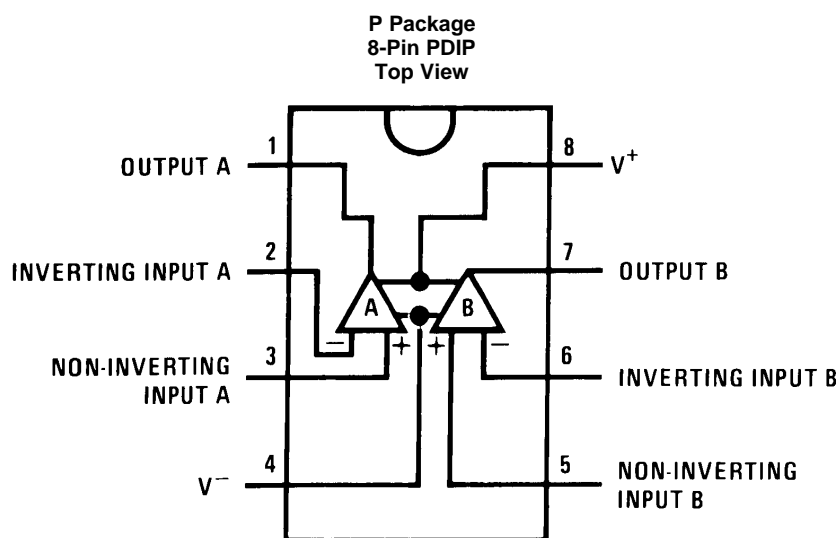 P Package
8-Pin PDIP
Top View
1
OUTPUT A
8
V+
2
INVERTING INPUT A
7
OUTPUT B
A
B
−
+
+
−
3
NON-INVERTING
INPUT A
6
INVERTING INPUT B
4
V−
5
NON-INVERTING
INPUT B